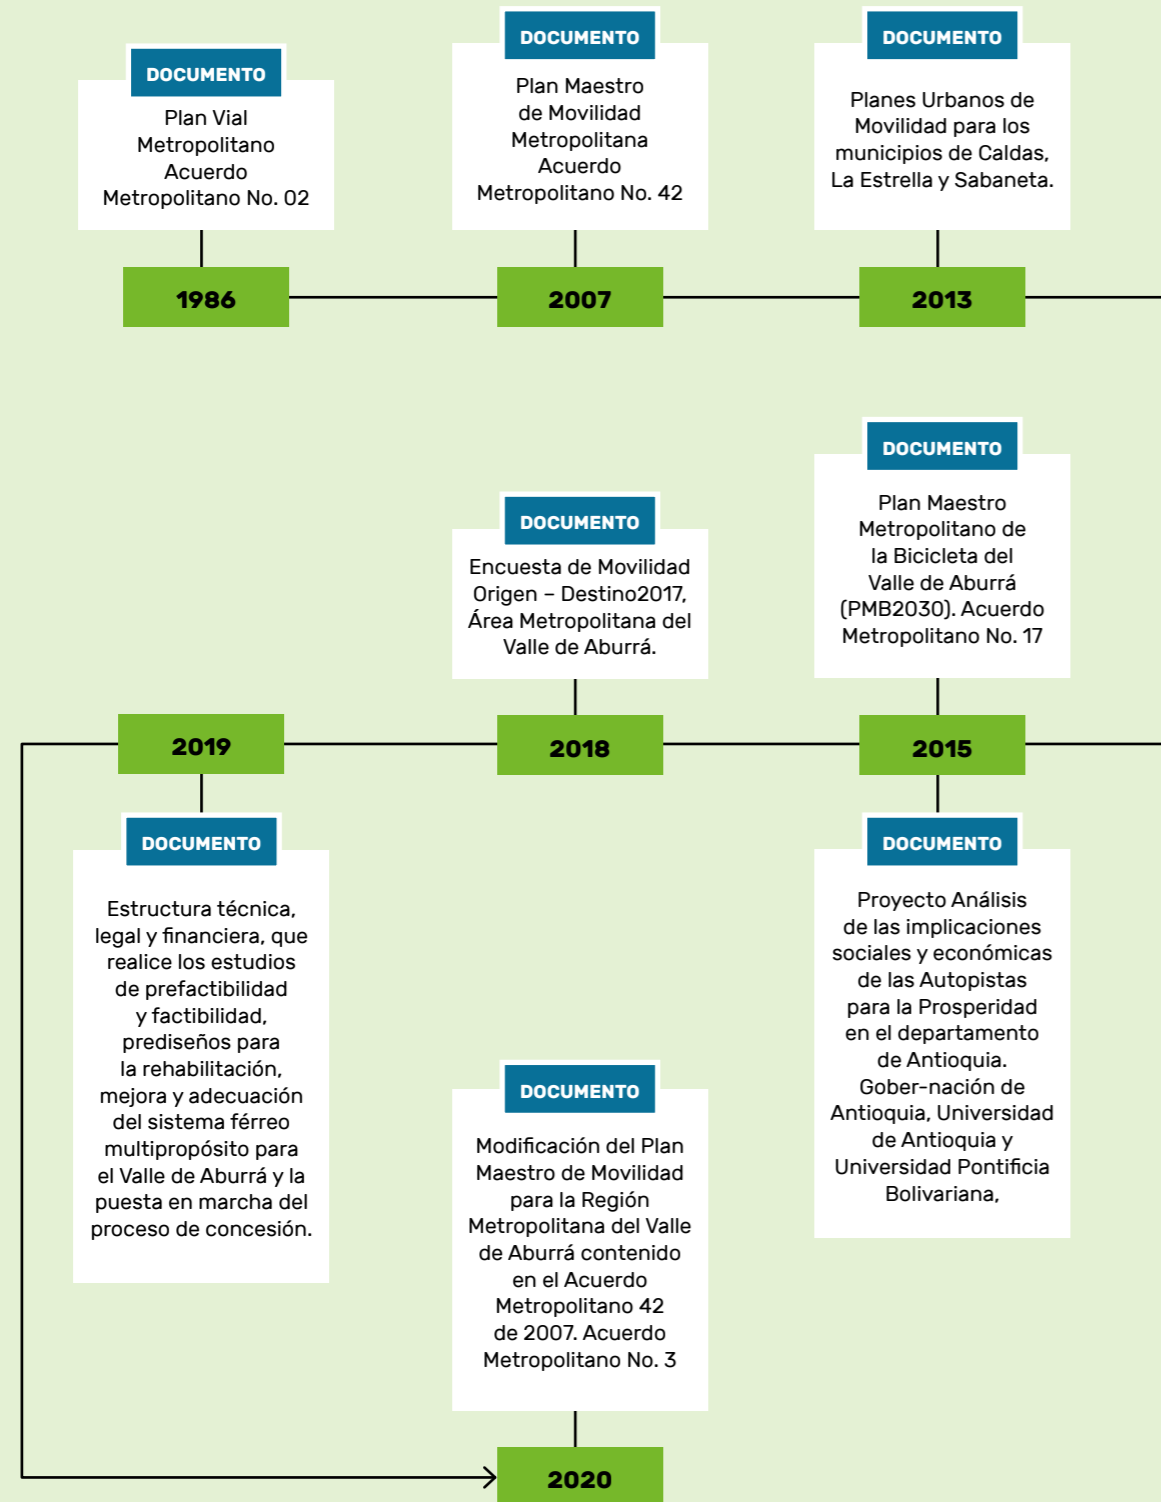 DOCUMENTO
Plan Vial
Metropolitano
Acuerdo
Metropolitano No. 02
1986
DOCUMENTO
Plan Maestro
de Movilidad
Metropolitana
Acuerdo
Metropolitano No. 42
2007
DOCUMENTO
Planes Urbanos de
Movilidad para los
municipios de Caldas,
La Estrella y Sabaneta.
2013
DOCUMENTO
Plan Maestro
Metropolitano de
la Bicicleta del
Valle de Aburrá
(PMB2030). Acuerdo
Metropolitano No. 17
2015
DOCUMENTO
Proyecto Análisis
de las implicaciones
sociales y económicas
de las Autopistas
para la Prosperidad
en el departamento
de Antioquia.
Gober-nación de
Antioquia, Universidad
de Antioquia y
Universidad Pontificia
Bolivariana,
DOCUMENTO
Encuesta de Movilidad
Origen – Destino2017,
Área Metropolitana del
Valle de Aburrá.
2018
2019
DOCUMENTO
Estructura técnica,
legal y financiera, que
realice los estudios
de prefactibilidad
y factibilidad,
prediseños para
la rehabilitación,
mejora y adecuación
del sistema férreo
multipropósito para
el Valle de Aburrá y la
puesta en marcha del
proceso de concesión.
DOCUMENTO
Modificación del Plan
Maestro de Movilidad
para la Región
Metropolitana del Valle
de Aburrá contenido
en el Acuerdo
Metropolitano 42
de 2007. Acuerdo
Metropolitano No. 3
2020